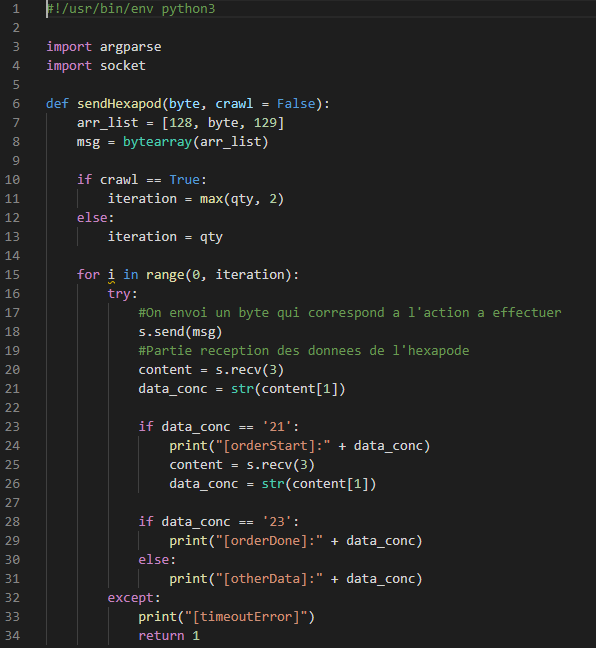 1 #!/usr/bin/env python3
2
3 import argparse
4 import socket
5
6 def sendHexapod(byte, crawl = False):
7     arr_list = [128, byte, 129]
8     msg = bytearray(arr_list)
9
10     if crawl == True:
11         iteration = max(qty, 2)
12     else:
13         iteration = qty
14
15     for i in range(0, iteration):
16         try:
17             #On envoi un byte qui correspond a l'action a effectuer
18             s.send(msg)
19             #Partie reception des donnees de l'hexapode
20             content = s.recv(3)
21             data_conc = str(content[1])
22
23             if data_conc == '21':
24                 print("[orderStart]:" + data_conc)
25                 content = s.recv(3)
26                 data_conc = str(content[1])
27
28             if data_conc == '23':
29                 print("[orderDone]:" + data_conc)
30             else:
31                 print("[otherData]:" + data_conc)
32         except:
33             print("[timeoutError]")
34             return 1